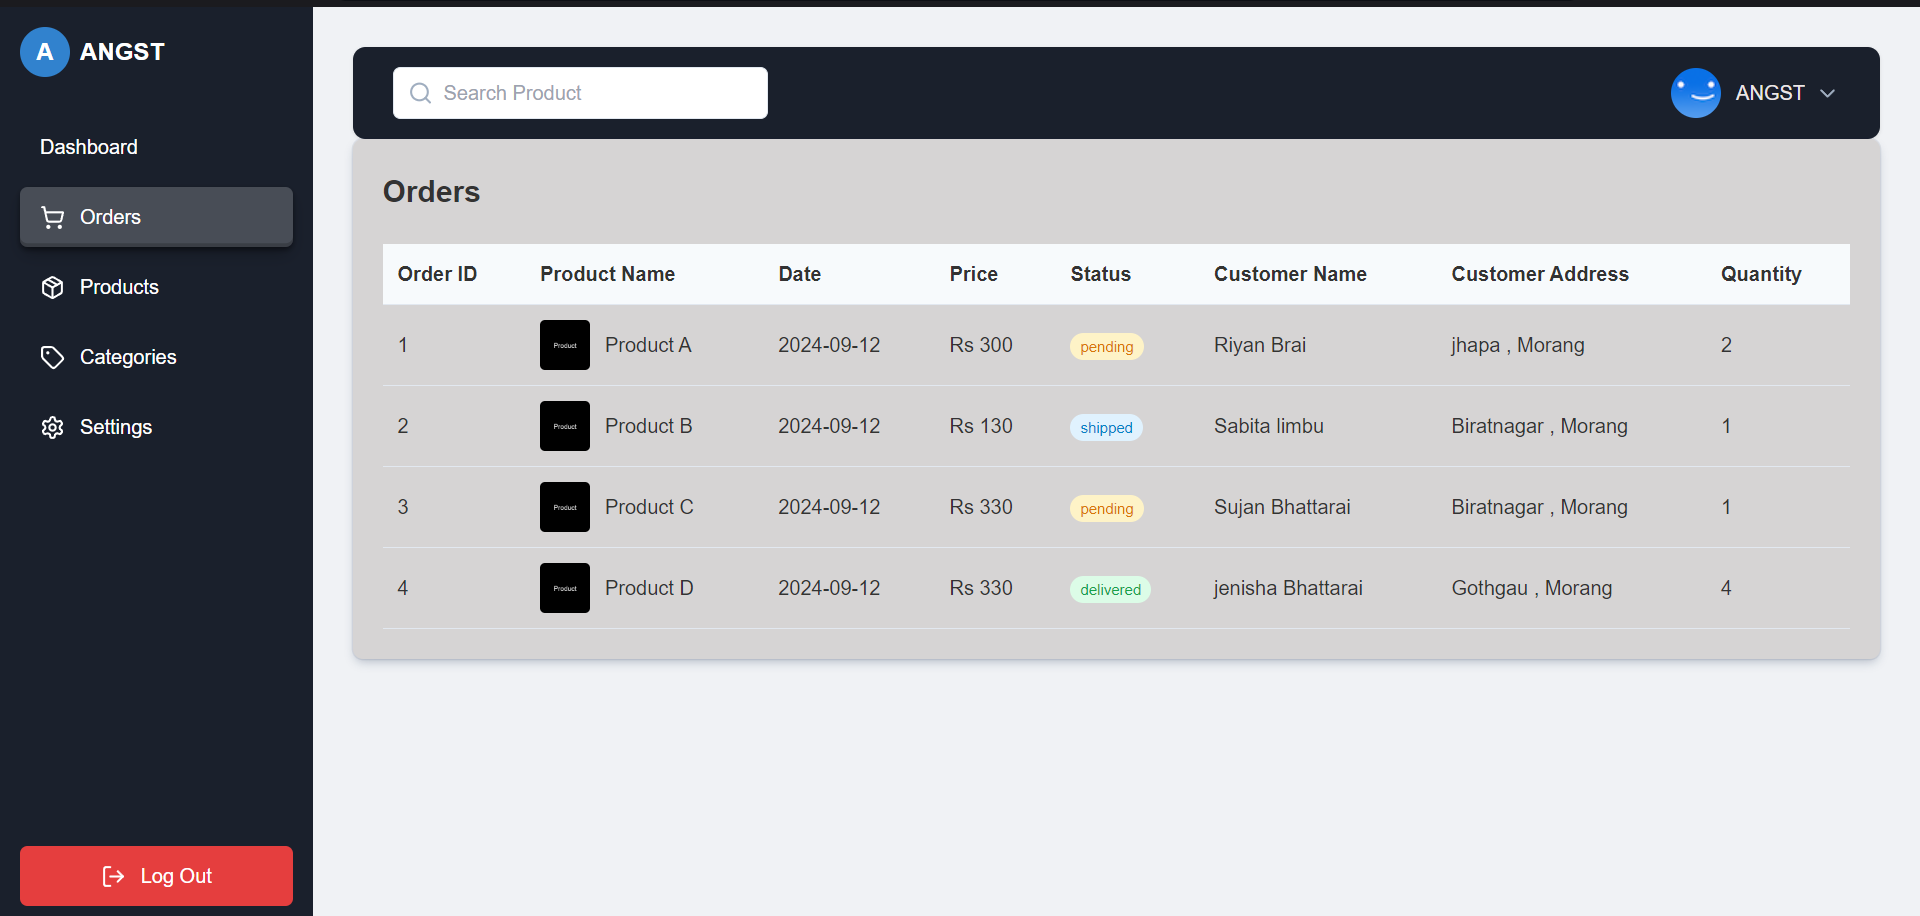 A ANGST
Dashboard
Orders
Products
Categories
Settings
Log Out
Search Product
ANGST
Orders
Order ID Product Name Date Price Status Customer Name Customer Address Quantity
1 Product Product A 2024-09-12 Rs 300 pending Riyan Brai jhapa , Morang 2
2 Product Product B 2024-09-12 Rs 130 shipped Sabita limbu Biratnagar , Morang 1
3 Product Product C 2024-09-12 Rs 330 pending Sujan Bhattarai Biratnagar , Morang 1
4 Product Product D 2024-09-12 Rs 330 delivered jenisha Bhattarai Gothgau , Morang 4